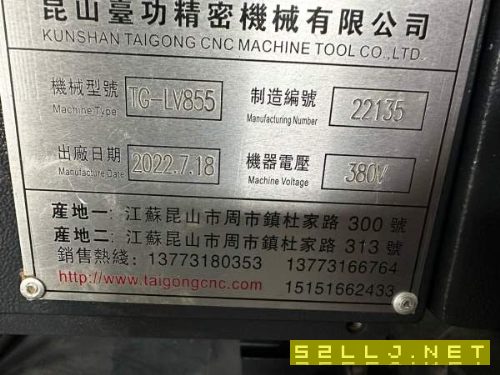 昆山臺功精密機械有限公司
KUNSHAN TAIGONG CNC MACHINE TOOL CO.,LTD.
機械型號 TG-LV855 制造編號 22135
Machine Type Manufacturing Number
出廠日期 2022.7.18 機器電壓 380V
Manufacture Date Machine Voltage
産地一: 江蘇昆山市周市鎮杜家路 300 號
産地二: 江蘇昆山市周市鎮杜家路 313 號
銷售熱綫: 13773180353 13773166764
http://www.taigongcnc.com 15151662433
52LLJ.NET